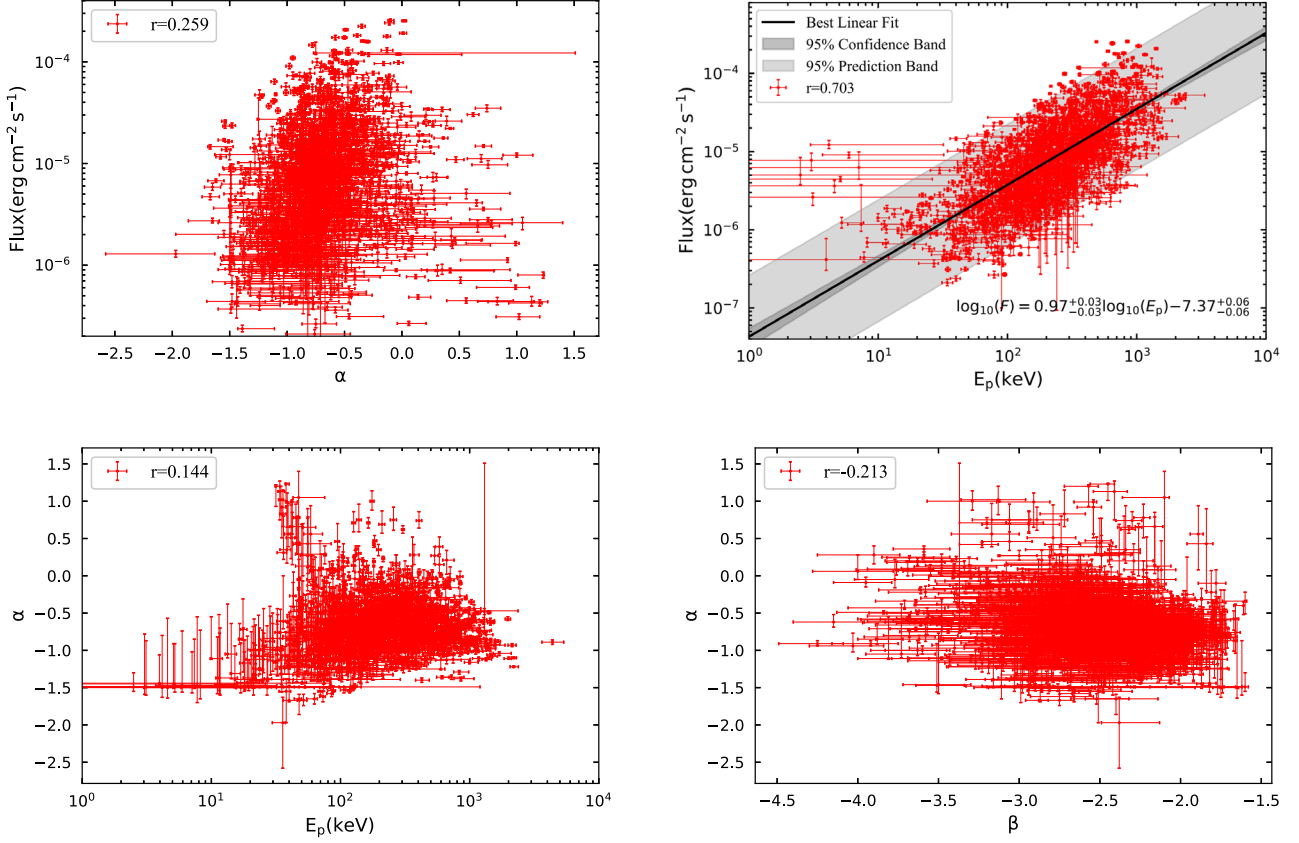 r=0.259
10⁻⁴
10⁻⁵
10⁻⁶
Flux(erg cm⁻² s⁻¹)
−2.5 −2.0 −1.5 −1.0 −0.5 0.0 0.5 1.0 1.5
α
Best Linear Fit
95% Confidence Band
95% Prediction Band
r=0.703
10⁻⁴
10⁻⁵
10⁻⁶
10⁻⁷
Flux(erg cm⁻² s⁻¹)
log₁₀(F) = 0.97⁺⁰·⁰³₋₀.₀₃log₁₀(Eₚ)−7.37⁺⁰·⁰⁶₋₀.₀₆
10⁰ 10¹ 10² 10³ 10⁴
Eₚ(keV)
r=0.144
1.5
1.0
0.5
0.0
−0.5
−1.0
−1.5
−2.0
−2.5
α
10⁰ 10¹ 10² 10³ 10⁴
Eₚ(keV)
r=-0.213
1.5
1.0
0.5
0.0
−0.5
−1.0
−1.5
−2.0
−2.5
α
−4.5 −4.0 −3.5 −3.0 −2.5 −2.0 −1.5
β